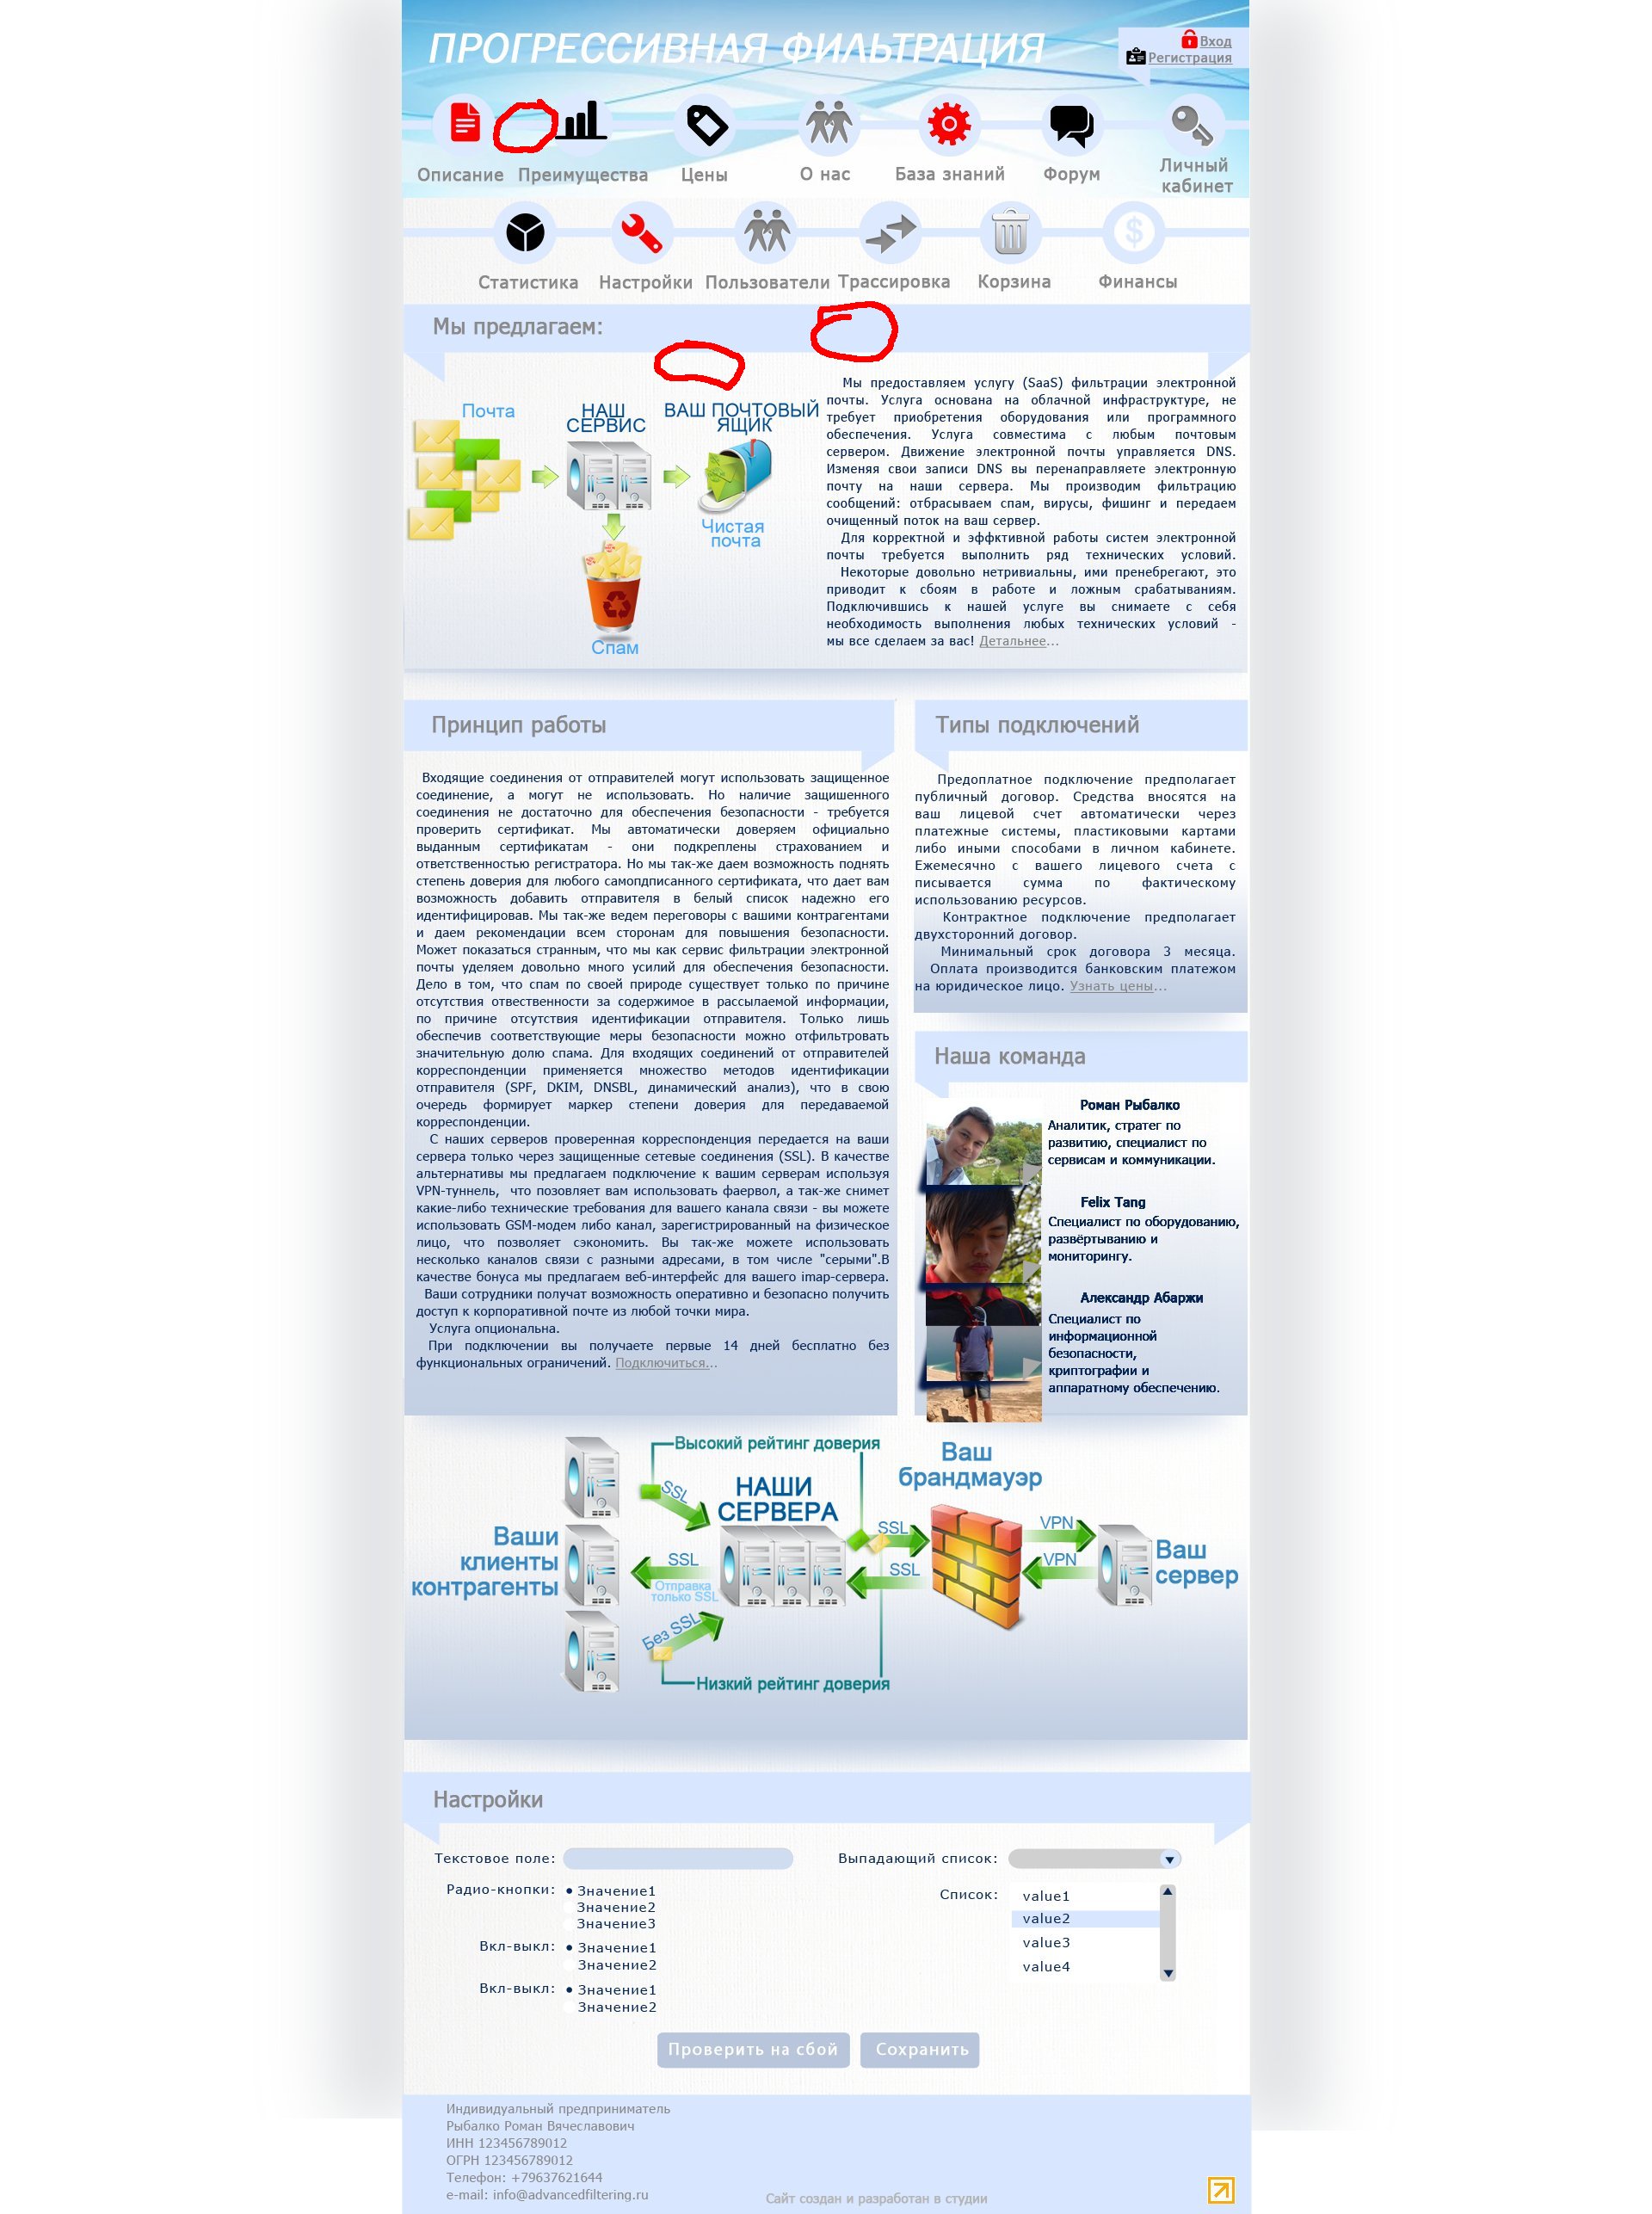 ПРОГРЕССИВНАЯ ФИЛЬТРАЦИЯ
Вход
Регистрация
Описание Преимущества Цены О нас База знаний Форум Личный
кабинет
Статистика Настройки Пользователи Трассировка Корзина Финансы
$
Мы предлагаем:
Почта
НАШ
СЕРВИС
ВАШ ПОЧТОВЫЙ
ЯЩИК
Чистая
почта
Спам
Мы предоставляем услугу (SaaS) фильтрации электронной
почты. Услуга основана на облачной инфраструктуре, не
требует приобретения оборудования или программного
обеспечения. Услуга совместима с любым почтовым
сервером. Движение электронной почты управляется DNS.
Изменяя свои записи DNS вы перенаправляете электронную
почту на наши сервера. Мы производим фильтрацию
сообщений: отбрасываем спам, вирусы, фишинг и передаем
очищенный поток на ваш сервер.
Для корректной и эффктивной работы систем электронной
почты требуется выполнить ряд технических условий.
Некоторые довольно нетривиальны, ими пренебрегают, это
приводит к сбоям в работе и ложным срабатываниям.
Подключившись к нашей услуге вы снимаете с себя
необходимость выполнения любых технических условий -
мы все сделаем за вас! Детальнее...
Принцип работы
Входящие соединения от отправителей могут использовать защищенное
соединение, а могут не использовать. Но наличие защишенного
соединения не достаточно для обеспечения безопасности - требуется
проверить сертификат. Мы автоматически доверяем официально
выданным сертификатам - они подкреплены страхованием и
ответственностью регистратора. Но мы так-же даем возможность поднять
степень доверия для любого самопдписанного сертификата, что дает вам
возможность добавить отправителя в белый список надежно его
идентифицировав. Мы так-же ведем переговоры с вашими контрагентами
и даем рекомендации всем сторонам для повышения безопасности.
Может показаться странным, что мы как сервис фильтрации электронной
почты уделяем довольно много усилий для обеспечения безопасности.
Дело в том, что спам по своей природе существует только по причине
отсутствия отвественности за содержимое в рассылаемой информации,
по причине отсутствия идентификации отправителя. Только лишь
обеспечив соответствующие меры безопасности можно отфильтровать
значительную долю спама. Для входящих соединений от отправителей
корреспонденции применяется множество методов идентификации
отправителя (SPF, DKIM, DNSBL, динамический анализ), что в свою
очередь формирует маркер степени доверия для передаваемой
корреспонденции.
С наших серверов проверенная корреспонденция передается на ваши
сервера только через защищенные сетевые соединения (SSL). В качестве
альтернативы мы предлагаем подключение к вашим серверам используя
VPN-туннель, что позовляет вам использовать фаервол, а так-же снимет
какие-либо технические требования для вашего канала связи - вы можете
использовать GSM-модем либо канал, зарегистрированный на физическое
лицо, что позволяет сэкономить. Вы так-же можете использовать
несколько каналов связи с разными адресами, в том числе "серыми".В
качестве бонуса мы предлагаем веб-интерфейс для вашего imap-сервера.
Ваши сотрудники получат возможность оперативно и безопасно получить
доступ к корпоративной почте из любой точки мира.
Услуга опциональна.
При подключении вы получаете первые 14 дней бесплатно без
функциональных ограничений. Подключиться...
Типы подключений
Предоплатное подключение предполагает
публичный договор. Средства вносятся на
ваш лицевой счет автоматически через
платежные системы, пластиковыми картами
либо иными способами в личном кабинете.
Ежемесячно с вашего лицевого счета с
писывается сумма по фактическому
использованию ресурсов.
Контрактное подключение предполагает
двухсторонний договор.
Минимальный срок договора 3 месяца.
Оплата производится банковским платежом
на юридическое лицо. Узнать цены...
Наша команда
Роман Рыбалко
Аналитик, стратег по
развитию, специалист по
сервисам и коммуникации.
Felix Tang
Специалист по оборудованию,
развёртыванию и
мониторингу.
Александр Абаржи
Специалист по
информационной
безопасности,
криптографии и
аппаратному обеспечению.
Высокий рейтинг доверия
Ваш
брандмауэр
НАШИ
СЕРВЕРА
SSL
SSL
VPN
Ваши
клиенты
контрагенты
SSL
SSL
VPN
Ваш
сервер
Отправка
только SSL
Без SSL
Низкий рейтинг доверия
Настройки
Текстовое поле:
Выпадающий список:
Радио-кнопки: Значение1
Значение2
Значение3
Вкл-выкл: Значение1
Значение2
Вкл-выкл: Значение1
Значение2
Список: value1
value2
value3
value4
Проверить на сбой Сохранить
Индивидуальный предприниматель
Рыбалко Роман Вячеславович
ИНН 123456789012
ОГРН 123456789012
Телефон: +79637621644
e-mail: info@advancedfiltering.ru
Сайт создан и разработан в студии